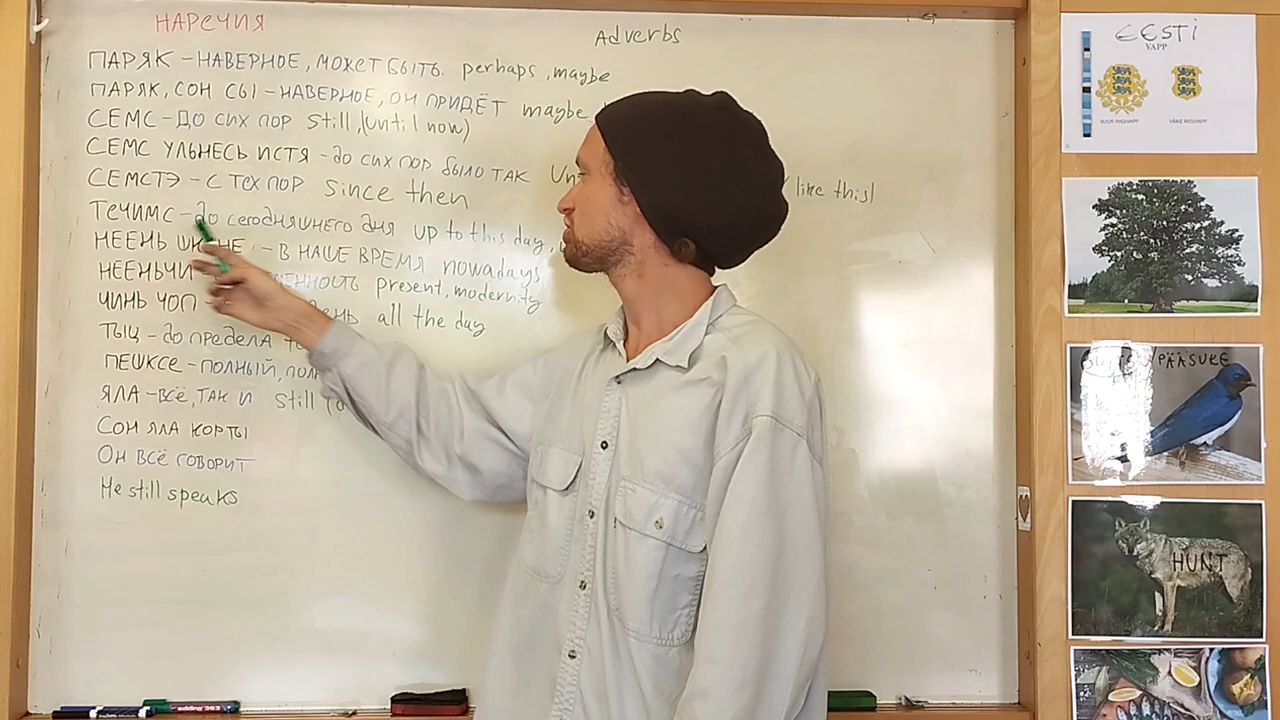 НАРЕЧИЯ
Adverbs
ПАРЯК – НАВЕРНОЕ, МОЖЕТ БЫТЬ. perhaps, maybe
ПАРЯК, СОН СЫ – НАВЕРНОЕ, ОН ПРИДЁТ maybe
СЕМС – ДО СИХ ПОР still, (until now)
СЕМС УЛЬНЕСЬ ИСТЯ – ДО СИХ ПОР БЫЛО ТАК like this)
СЕМСТЭ – С ТЕХ ПОР since then
ТЕЧИМС – до сегодняшнего дня up to this day,
НЕЕНЬ – В НАШЕ ВРЕМЯ nowadays,
present, modernity
ЧИНЬ ЧОП all the day
ТЫЦ – до предела
ПЕШКСЕ – ПОЛНЫЙ,
ЯЛА – ВСЁ, ТАК И still
СОН ЯЛА КОРТЫ
ОН ВСЁ ГОВОРИТ
He still speaks
EESTI
VAPP
SUUR RIIGIVAPP
VÄIKE RIIGIVAPP
PÄÄSUKE
HUNT
edding 363